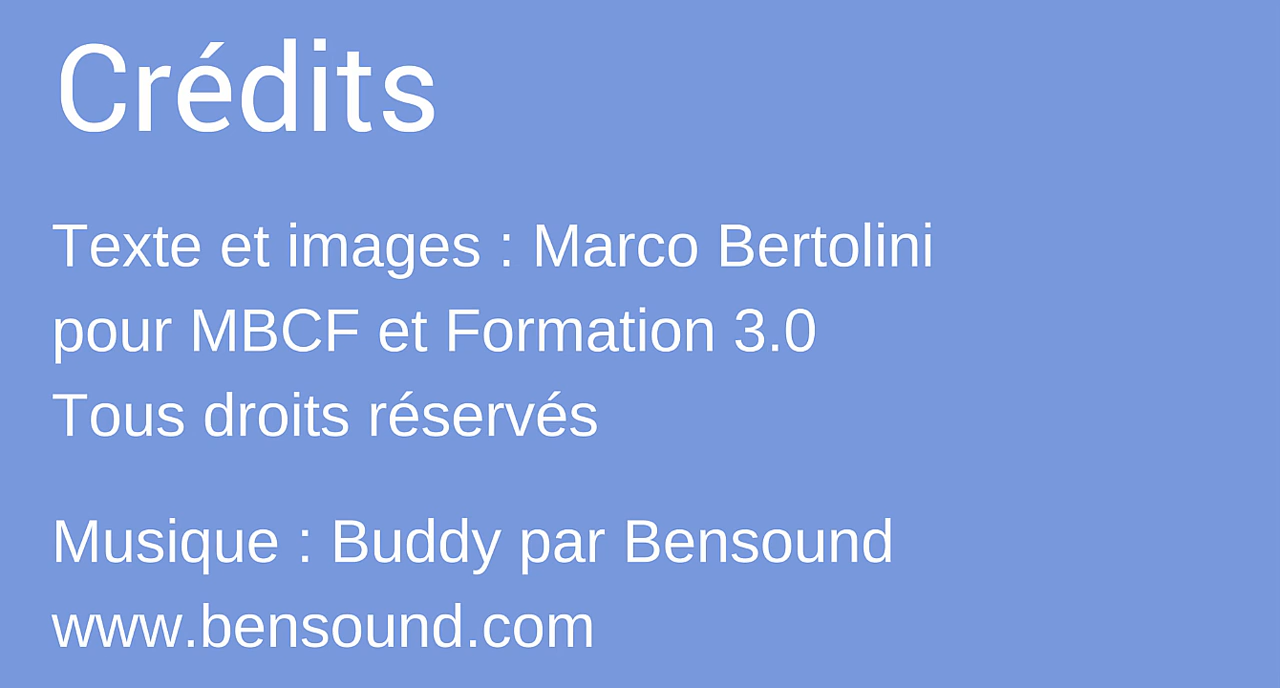 Crédits
Texte et images : Marco Bertolini
pour MBCF et Formation 3.0
Tous droits réservés
Musique : Buddy par Bensound
www.bensound.com